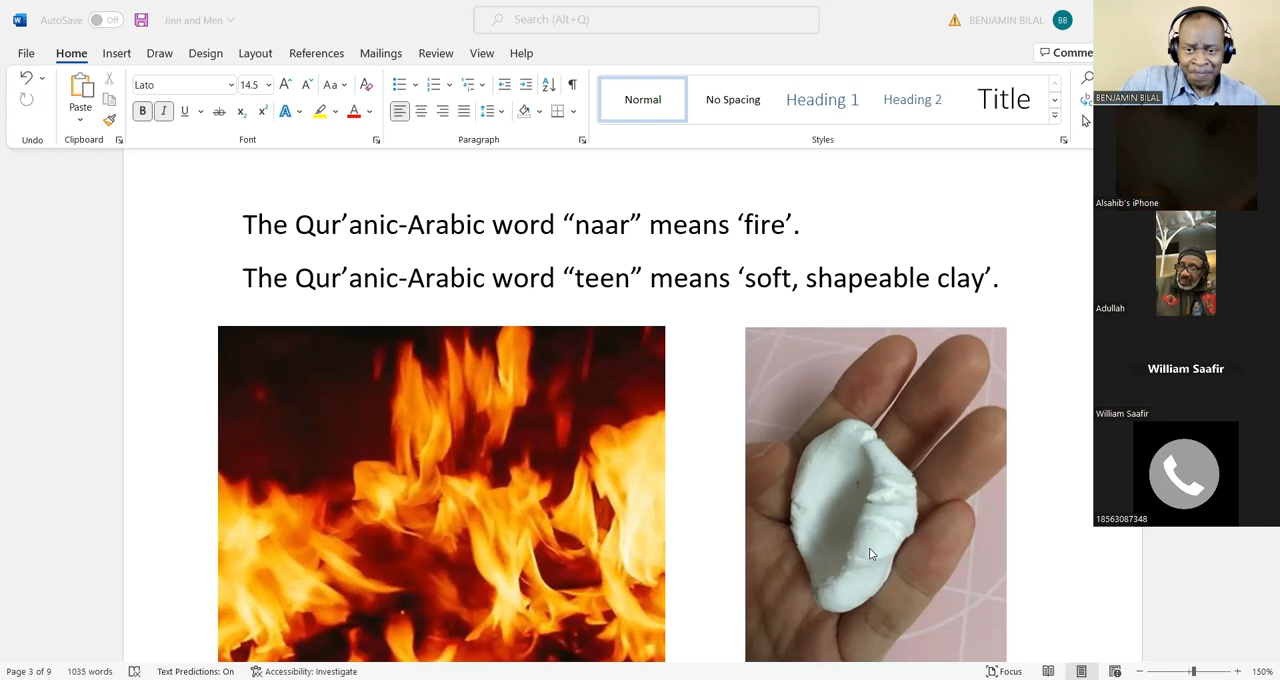 AutoSave
Off
Jinn and Men
Search (Alt+Q)
BENJAMIN BILAL
BB
File
Home
Insert
Draw
Design
Layout
References
Mailings
Review
View
Help
Comme
Paste
Lato
14.5
Normal
No Spacing
Heading 1
Heading 2
Title
Undo
Clipboard
Font
Paragraph
Styles
The Qur’anic-Arabic word “naar” means ‘fire’.
The Qur’anic-Arabic word “teen” means ‘soft, shapeable clay’.
BENJAMIN BILAL
Alsahib's iPhone
Adullah
William Saafir
William Saafir
18563087348
Page 3 of 9
1035 words
Text Predictions: On
Accessibility: Investigate
Focus
150%